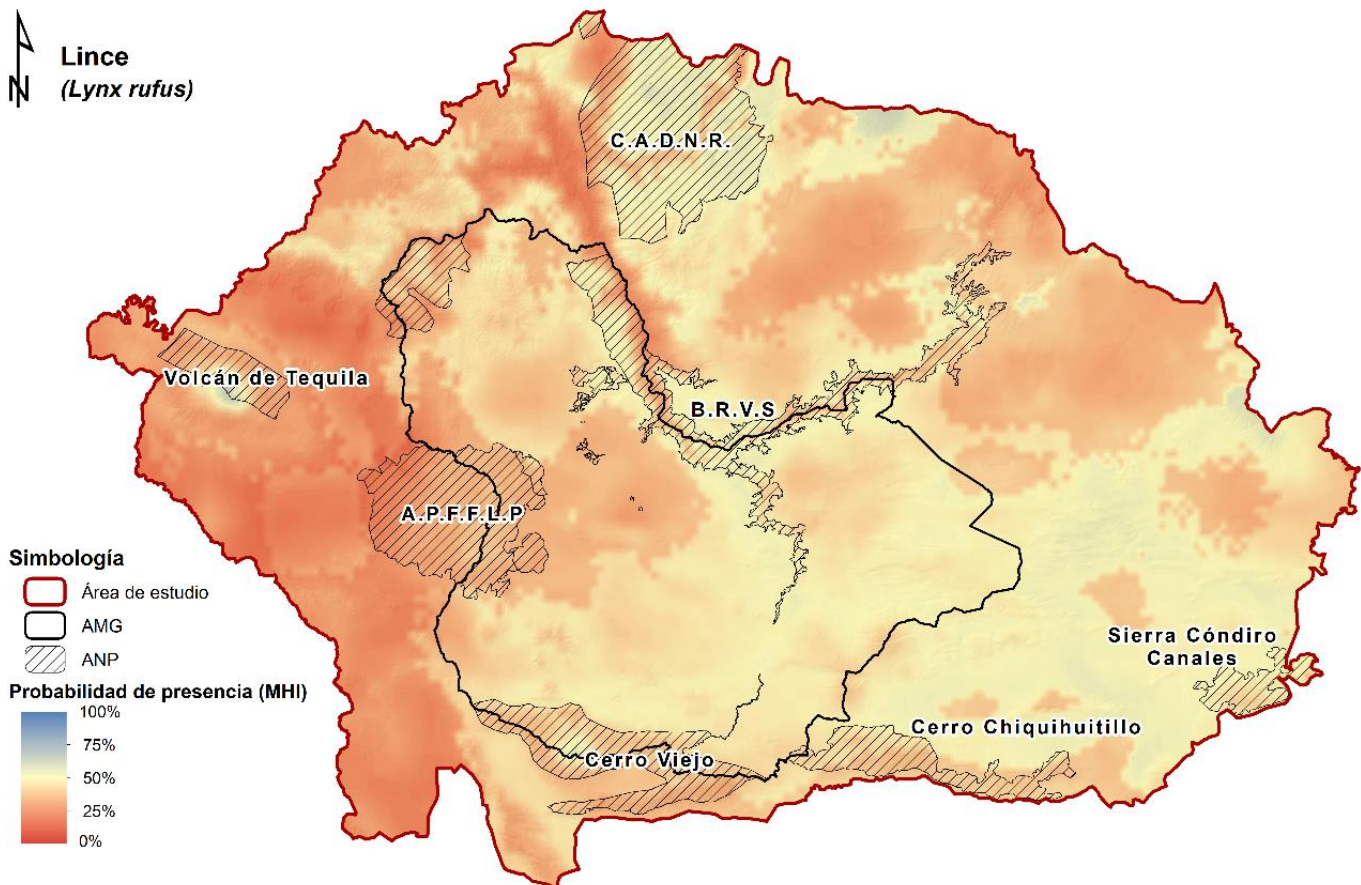 N
Lince
(Lynx rufus)
C.A.D.N.R.
Volcán de Tequila
B.R.V.S
A.P.F.F.L.P
Simbología
Área de estudio
AMG
ANP
Probabilidad de presencia (MHI)
100%
75%
50%
25%
0%
Sierra Cóndiro
Canales
Cerro Chiquihuitillo
Cerro Viejo